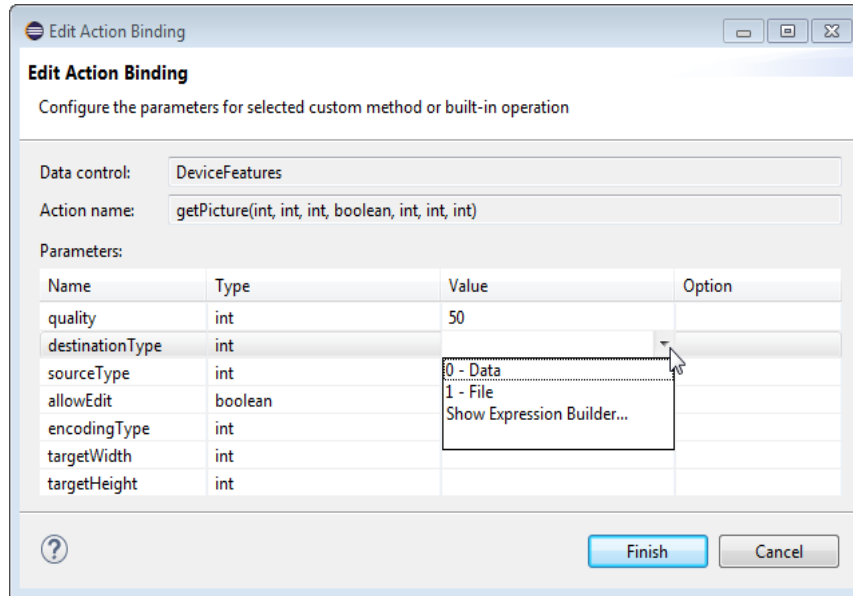 Edit Action Binding
Edit Action Binding
Configure the parameters for selected custom method or built-in operation
Data control: DeviceFeatures
Action name: getPicture(int, int, int, boolean, int, int, int)
Parameters:
Name Type Value Option
quality int 50
destinationType int
sourceType int 0 - Data
allowEdit boolean 1 - File
encodingType int Show Expression Builder...
targetWidth int
targetHeight int
? Finish Cancel